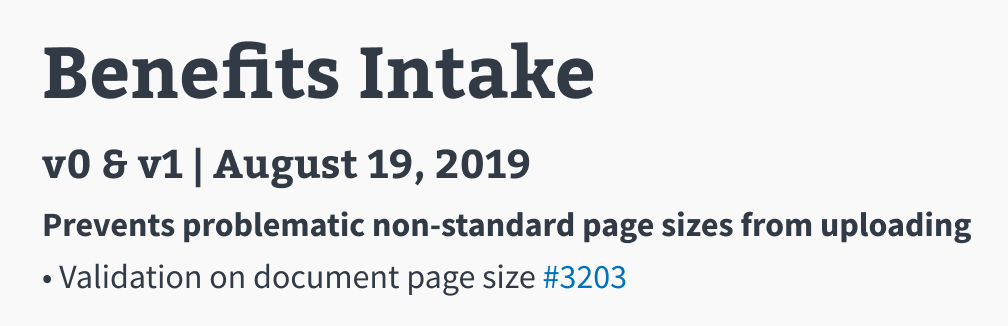 Benefits Intake
v0 & v1 | August 19, 2019
Prevents problematic non-standard page sizes from uploading
• Validation on document page size #3203